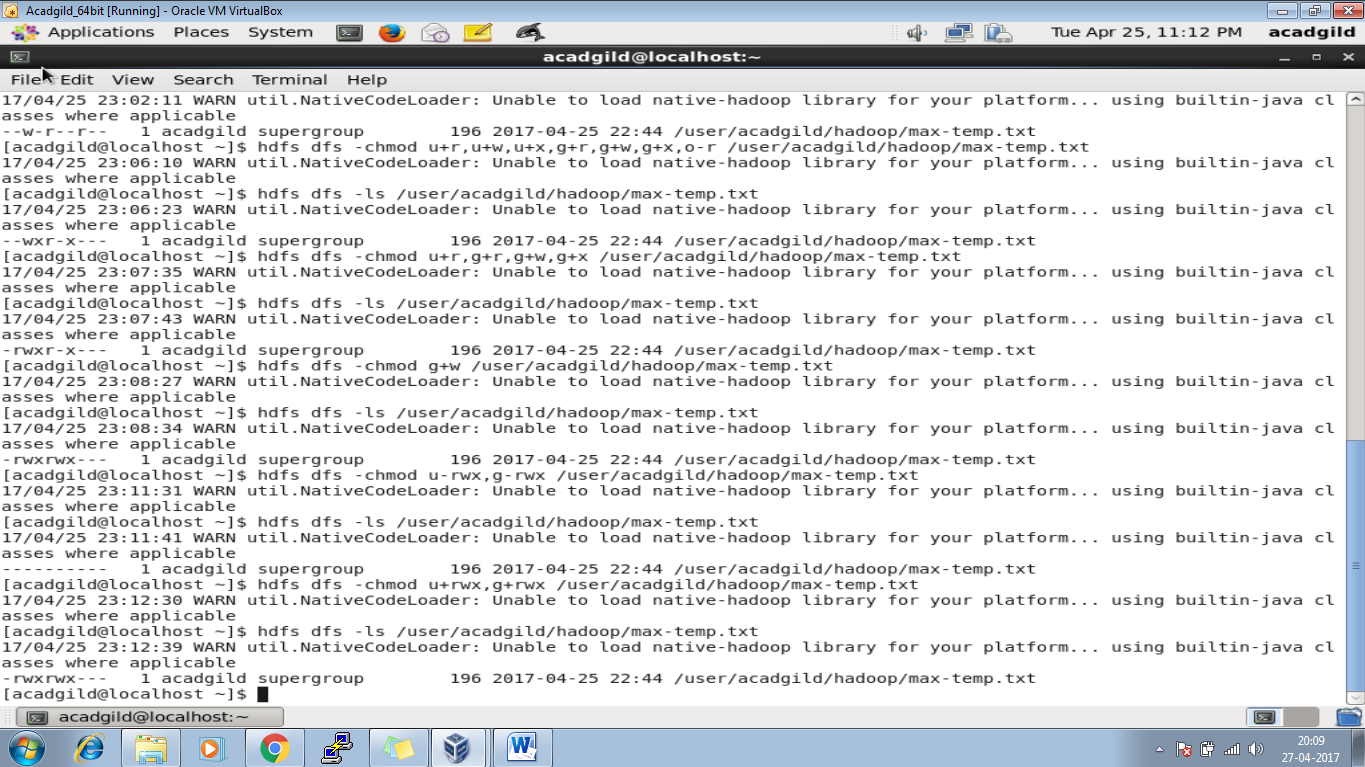 Acadgild_64bit [Running] - Oracle VM VirtualBox
Applications Places System Tue Apr 25, 11:12 PM acadgild
acadgild@localhost:~
File Edit View Search Terminal Help
17/04/25 23:02:11 WARN util.NativeCodeLoader: Unable to load native-hadoop library for your platform... using builtin-java cl
asses where applicable
--w-r--r--   1 acadgild supergroup        196 2017-04-25 22:44 /user/acadgild/hadoop/max-temp.txt
[acadgild@localhost ~]$ hdfs dfs -chmod u+r,u+w,u+x,g+r,g+w,g+x,o-r /user/acadgild/hadoop/max-temp.txt
17/04/25 23:06:10 WARN util.NativeCodeLoader: Unable to load native-hadoop library for your platform... using builtin-java cl
asses where applicable
[acadgild@localhost ~]$ hdfs dfs -ls /user/acadgild/hadoop/max-temp.txt
17/04/25 23:06:23 WARN util.NativeCodeLoader: Unable to load native-hadoop library for your platform... using builtin-java cl
asses where applicable
--wxr-x---   1 acadgild supergroup        196 2017-04-25 22:44 /user/acadgild/hadoop/max-temp.txt
[acadgild@localhost ~]$ hdfs dfs -chmod u+r,g+r,g+w,g+x /user/acadgild/hadoop/max-temp.txt
17/04/25 23:07:35 WARN util.NativeCodeLoader: Unable to load native-hadoop library for your platform... using builtin-java cl
asses where applicable
[acadgild@localhost ~]$ hdfs dfs -ls /user/acadgild/hadoop/max-temp.txt
17/04/25 23:07:43 WARN util.NativeCodeLoader: Unable to load native-hadoop library for your platform... using builtin-java cl
asses where applicable
-rwxr-x---   1 acadgild supergroup        196 2017-04-25 22:44 /user/acadgild/hadoop/max-temp.txt
[acadgild@localhost ~]$ hdfs dfs -chmod g+w /user/acadgild/hadoop/max-temp.txt
17/04/25 23:08:27 WARN util.NativeCodeLoader: Unable to load native-hadoop library for your platform... using builtin-java cl
asses where applicable
[acadgild@localhost ~]$ hdfs dfs -ls /user/acadgild/hadoop/max-temp.txt
17/04/25 23:08:34 WARN util.NativeCodeLoader: Unable to load native-hadoop library for your platform... using builtin-java cl
asses where applicable
-rwxrwx---   1 acadgild supergroup        196 2017-04-25 22:44 /user/acadgild/hadoop/max-temp.txt
[acadgild@localhost ~]$ hdfs dfs -chmod u-rwx,g-rwx /user/acadgild/hadoop/max-temp.txt
17/04/25 23:11:31 WARN util.NativeCodeLoader: Unable to load native-hadoop library for your platform... using builtin-java cl
asses where applicable
[acadgild@localhost ~]$ hdfs dfs -ls /user/acadgild/hadoop/max-temp.txt
17/04/25 23:11:41 WARN util.NativeCodeLoader: Unable to load native-hadoop library for your platform... using builtin-java cl
asses where applicable
----------   1 acadgild supergroup        196 2017-04-25 22:44 /user/acadgild/hadoop/max-temp.txt
[acadgild@localhost ~]$ hdfs dfs -chmod u+rwx,g+rwx /user/acadgild/hadoop/max-temp.txt
17/04/25 23:12:30 WARN util.NativeCodeLoader: Unable to load native-hadoop library for your platform... using builtin-java cl
asses where applicable
[acadgild@localhost ~]$ hdfs dfs -ls /user/acadgild/hadoop/max-temp.txt
17/04/25 23:12:39 WARN util.NativeCodeLoader: Unable to load native-hadoop library for your platform... using builtin-java cl
asses where applicable
-rwxrwx---   1 acadgild supergroup        196 2017-04-25 22:44 /user/acadgild/hadoop/max-temp.txt
[acadgild@localhost ~]$
acadgild@localhost:~
20:09
27-04-2017